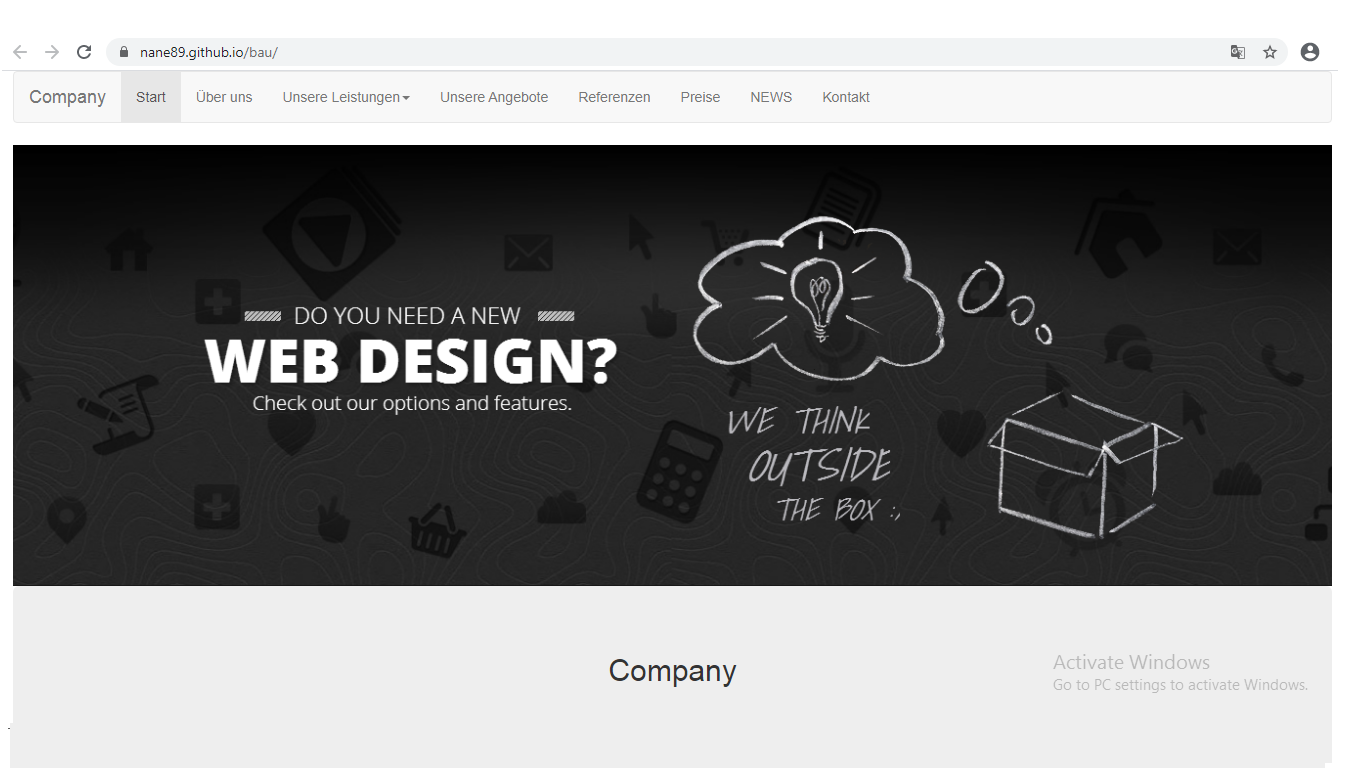 nane89.github.io/bau/
Company Start Über uns Unsere Leistungen Unsere Angebote Referenzen Preise NEWS Kontakt
DO YOU NEED A NEW
WEB DESIGN?
Check out our options and features.
WE THINK
OUTSIDE
THE BOX :,
Company
Activate Windows
Go to PC settings to activate Windows.